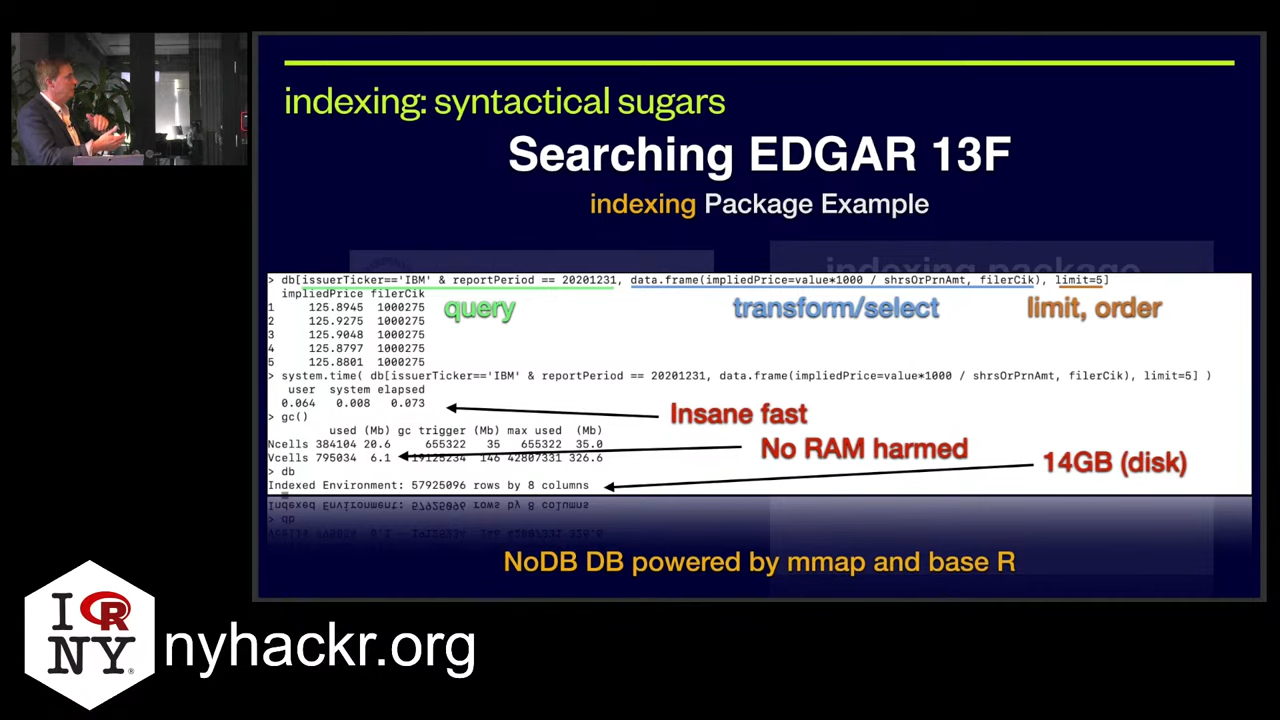 indexing: syntactical sugars
Searching EDGAR 13F
indexing Package Example
indexing package
> db[issuerTicker=='IBM' & reportPeriod == 20201231, data.frame(impliedPrice=value*1000 / shrsOrPrnAmt, filerCik), limit=5]
impliedPrice filerCik
1 125.8945 1000275
2 125.9275 1000275
3 125.9048 1000275
4 125.8797 1000275
5 125.8801 1000275
query
transform/select
limit, order
> system.time( db[issuerTicker=='IBM' & reportPeriod == 20201231, data.frame(impliedPrice=value*1000 / shrsOrPrnAmt, filerCik), limit=5] )
user system elapsed
0.064 0.008 0.073
Insane fast
> gc()
used (Mb) gc trigger (Mb) max used (Mb)
Ncells 384104 20.6 655322 35 655322 35.0
Vcells 795034 6.1 19125234 146 42807331 326.6
No RAM harmed
> db
Indexed Environment: 57925096 rows by 8 columns
14GB (disk)
NoDB DB powered by mmap and base R
I R
NY
nyhackr.org